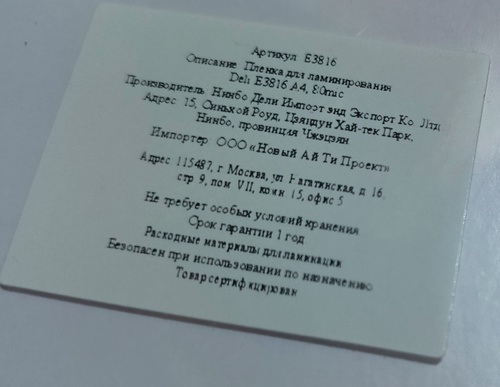 Артикул E3816
Описание Пленка для ламинирования
Deli E3816 A4, 80mic
Производитель Нинбо Дели Импорт энд Экспорт Ко. Лтд
Адрес 15, Синьхой Роуд, Цзяндун Хай-тек Парк,
Нинбо, провинция Чжэцзян
Импортер ООО «Новый Ай Ти Проект»
Адрес 115487, г. Москва, ул Нагатинская, д 16,
стр 9, пом VII, комн 15, офис 5
Не требует особых условий хранения
Срок гарантии 1 год
Расходные материалы для ламинации
Безопасен при использовании по назначению
Товар сертифицирован